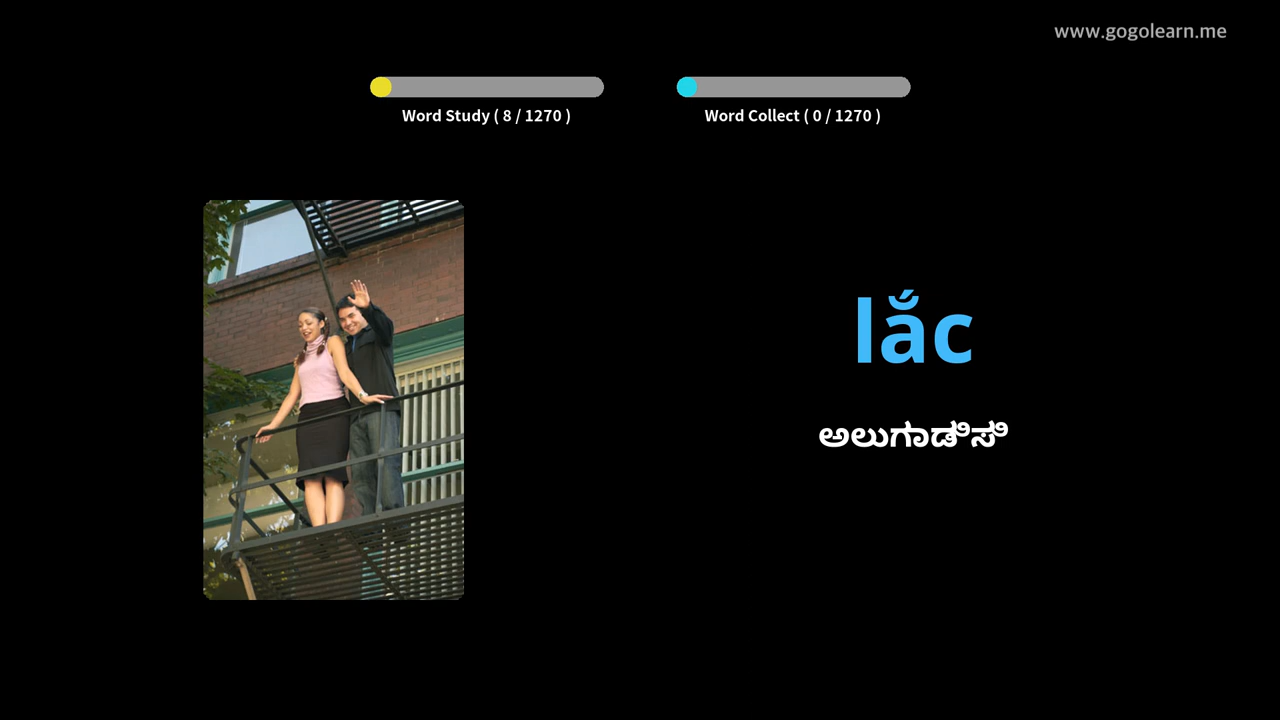 www.gogolearn.me
Word Study ( 8 / 1270 )
Word Collect ( 0 / 1270 )
lắc
ಅಲುಗಾಡಿಸಿ